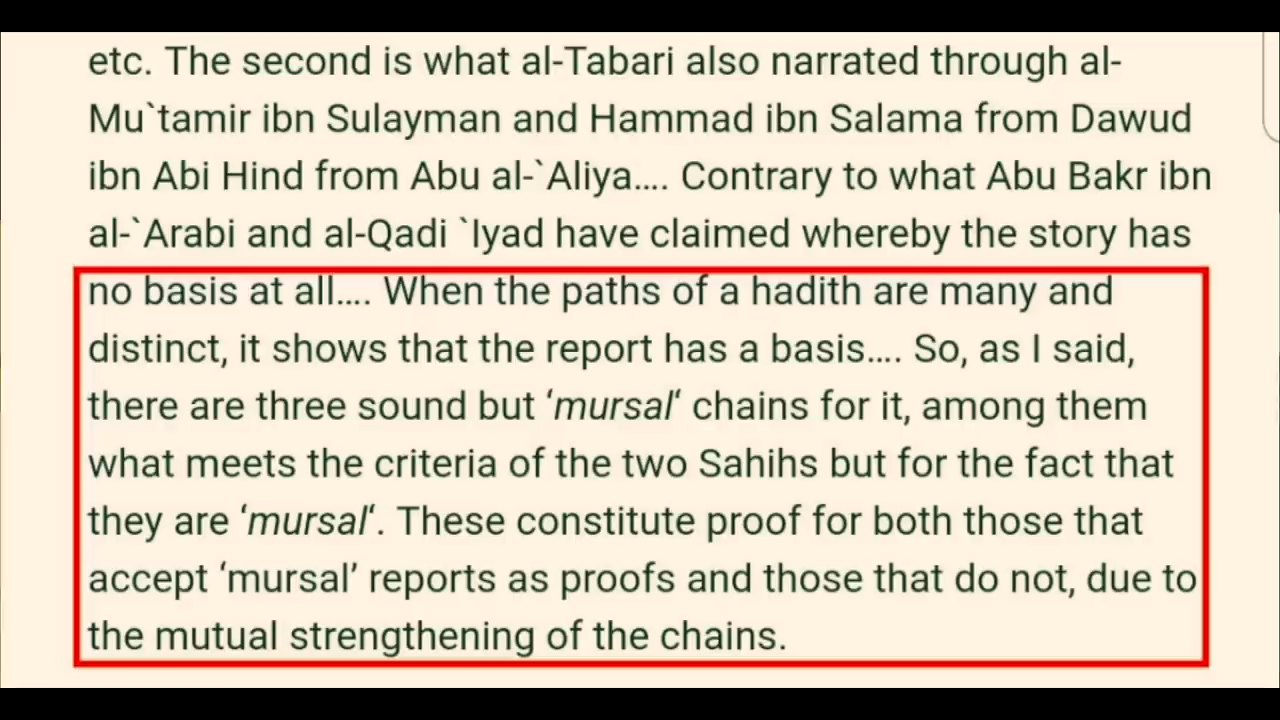 etc. The second is what al-Tabari also narrated through al-
Mu`tamir ibn Sulayman and Hammad ibn Salama from Dawud
ibn Abi Hind from Abu al-`Aliya.... Contrary to what Abu Bakr ibn
al-`Arabi and al-Qadi `Iyad have claimed whereby the story has
no basis at all.... When the paths of a hadith are many and
distinct, it shows that the report has a basis.... So, as I said,
there are three sound but ‘mursal‘ chains for it, among them
what meets the criteria of the two Sahihs but for the fact that
they are ‘mursal‘. These constitute proof for both those that
accept ‘mursal’ reports as proofs and those that do not, due to
the mutual strengthening of the chains.